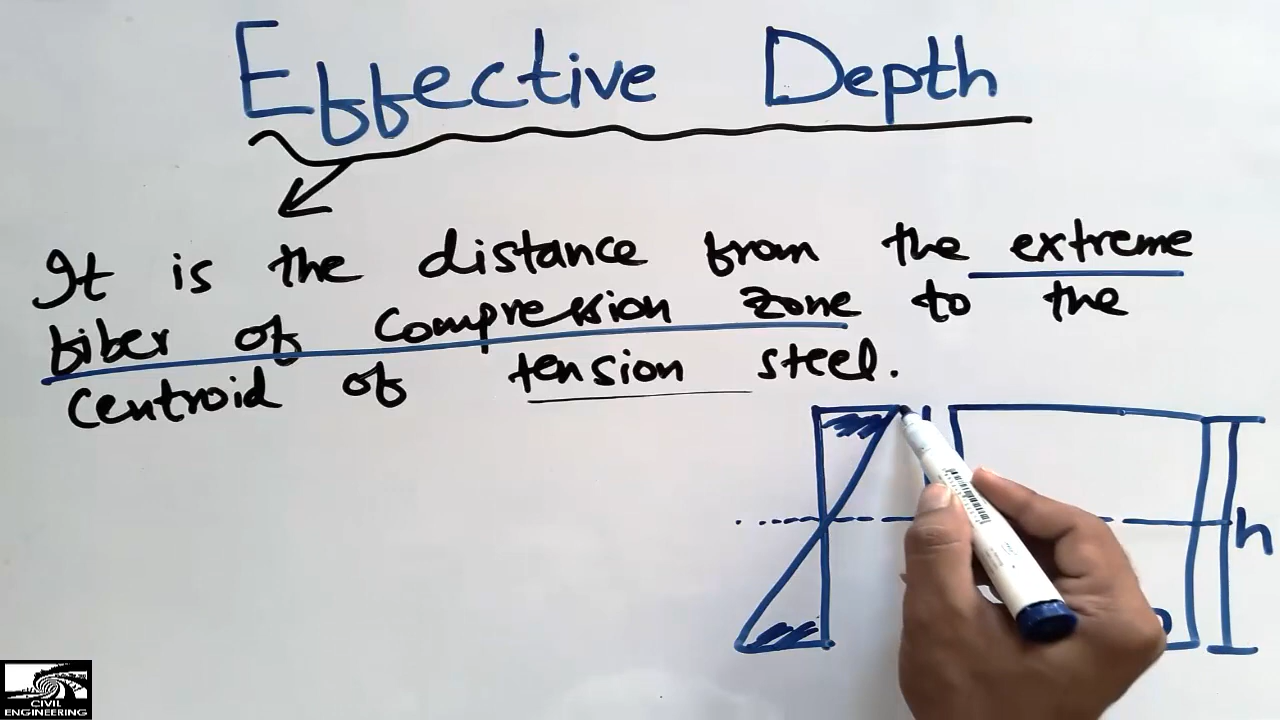 Effective Depth
It is the distance from the extreme
fiber of compression zone to the
centroid of tension steel.
h
CIVIL
ENGINEERING